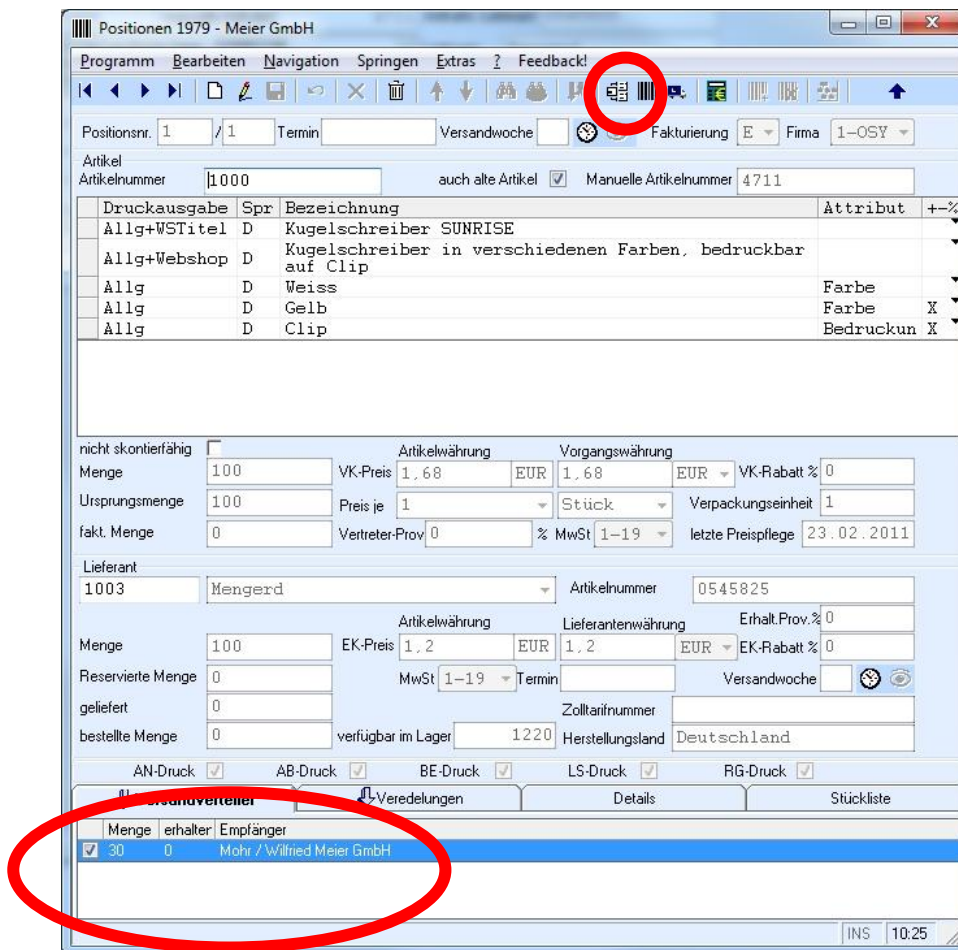 Positionen 1979 - Meier GmbH
Programm Bearbeiten Navigation Springen Extras ? Feedback!
Positionsnr. 1 / 1 Termin Versandwoche Fakturierung E Firma 1-OSY
Artikel
Artikelnummer 1000 auch alte Artikel Manuelle Artikelnummer 4711
Druckausgabe Spr Bezeichnung Attribut +-%
Allg+WSTitel D Kugelschreiber SUNRISE
Allg+Webshop D Kugelschreiber in verschiedenen Farben, bedruckbar
auf Clip
Allg D Weiss Farbe
Allg D Gelb Farbe X
Allg D Clip Bedruckun X
nicht skontierfähig Artikelwährung Vorgangswährung
Menge 100 VK-Preis 1,68 EUR 1,68 EUR VK-Rabatt % 0
Ursprungsmenge 100 Preis je 1 Stück Verpackungseinheit 1
fakt. Menge 0 Vertreter-Prov 0 % MwSt 1-19 letzte Preispflege 23.02.2011
Lieferant
1003 Mengerd Artikelnummer 0545825
Artikelwährung Lieferantenwährung Erhalt.Prov.% 0
Menge 100 EK-Preis 1,2 EUR 1,2 EUR EK-Rabatt % 0
Reservierte Menge 0 MwSt 1-19 Termin Versandwoche
geliefert 0 Zolltarifnummer
bestellte Menge 0 verfügbar im Lager 1220 Herstellungsland Deutschland
AN-Druck AB-Druck BE-Druck LS-Druck RG-Druck
Versandverteiler Veredelungen Details Stückliste
Menge erhalter Empfänger
30 0 Mohr / Wilfried Meier GmbH
INS 10:25